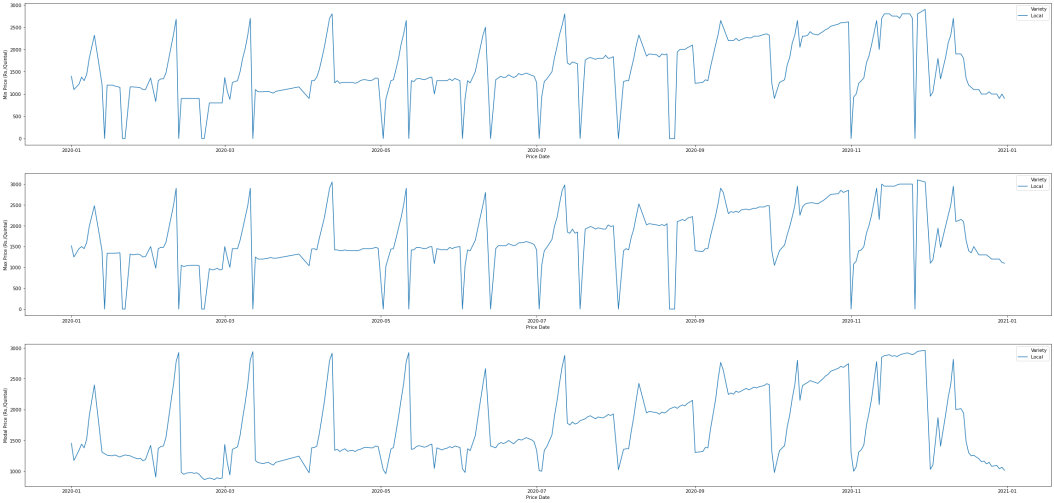 Variety
Local
Min Price (Rs./Quintal)
3000
2500
2000
1500
1000
500
0
2020-01 2020-03 2020-05 2020-07 2020-09 2020-11 2021-01
Price Date
Variety
Local
Max Price (Rs./Quintal)
3000
2500
2000
1500
1000
500
0
2020-01 2020-03 2020-05 2020-07 2020-09 2020-11 2021-01
Price Date
Variety
Local
Modal Price (Rs./Quintal)
3000
2500
2000
1500
1000
2020-01 2020-03 2020-05 2020-07 2020-09 2020-11 2021-01
Price Date